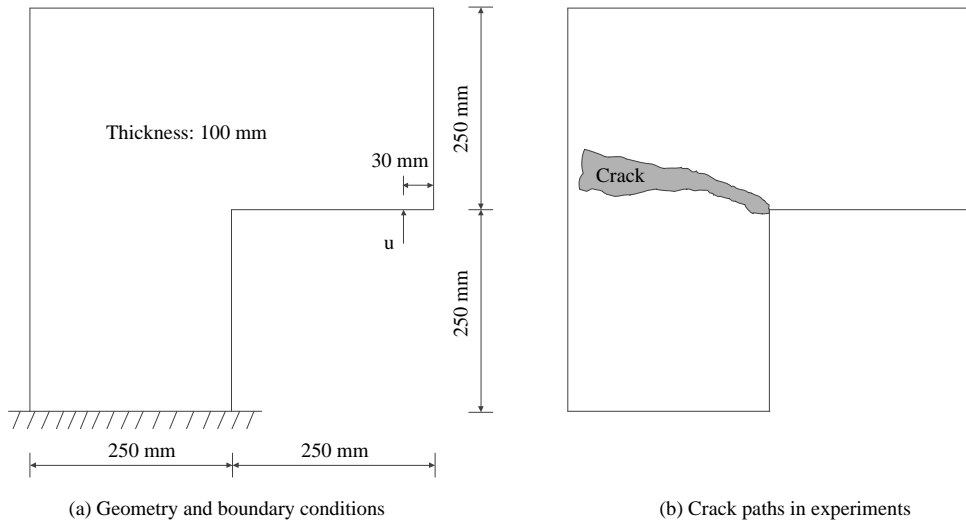 Thickness: 100 mm
30 mm
u
250 mm
250 mm
250 mm
250 mm
Crack
(a) Geometry and boundary conditions
(b) Crack paths in experiments